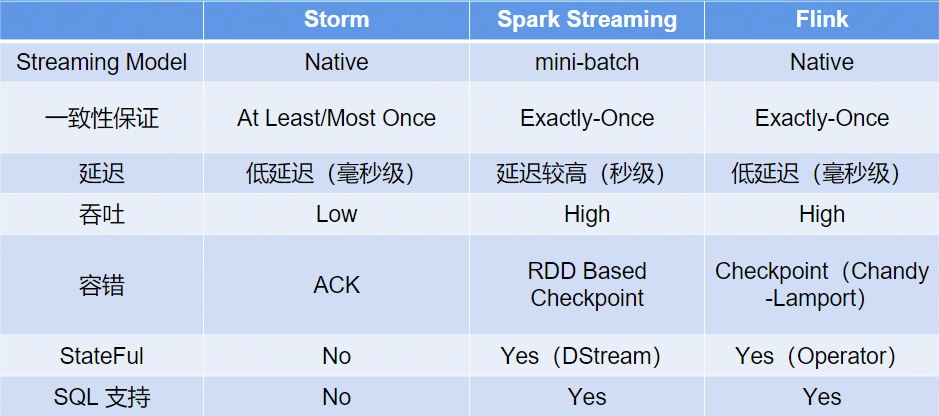 Storm Spark Streaming Flink
Streaming Model Native mini-batch Native
一致性保证 At Least/Most Once Exactly-Once Exactly-Once
延迟 低延迟（毫秒级） 延迟较高（秒级） 低延迟（毫秒级）
吞吐 Low High High
容错 ACK RDD Based
Checkpoint Checkpoint（Chandy
-Lamport）
StateFul No Yes（DStream） Yes（Operator）
SQL 支持 No Yes Yes